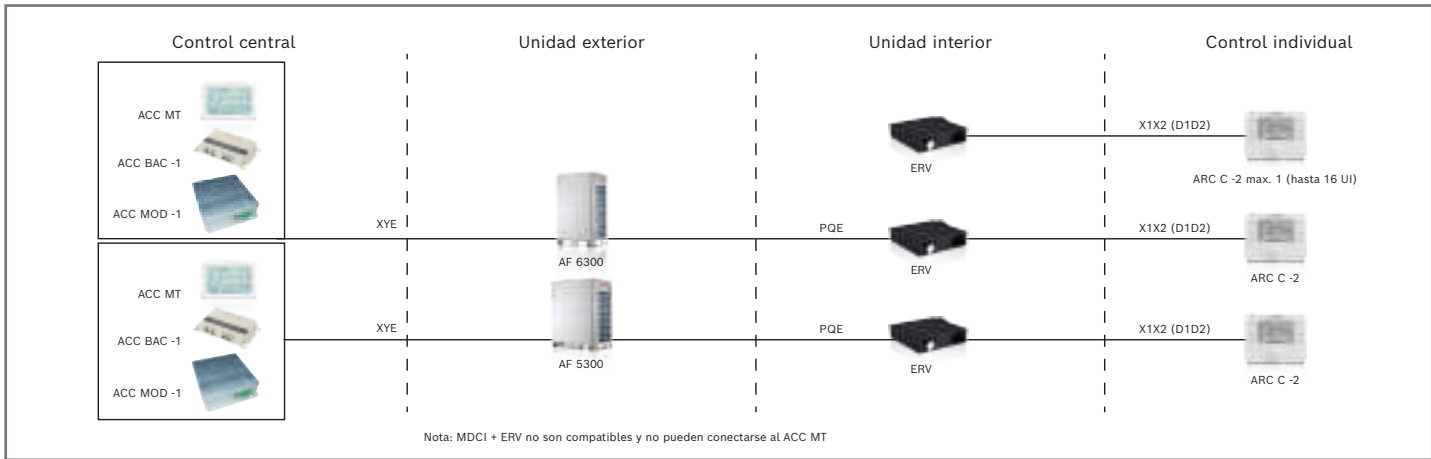 Control central
Unidad exterior
Unidad interior
Control individual
ACC MT
ACC BAC -1
ACC MOD -1
ERV
X1X2 (D1D2)
ARC C -2 max. 1 (hasta 16 UI)
XYE
AF 6300
PQE
ERV
X1X2 (D1D2)
ARC C -2
ACC MT
ACC BAC -1
ACC MOD -1
XYE
AF 5300
PQE
ERV
X1X2 (D1D2)
ARC C -2
Nota: MDCI + ERV no son compatibles y no pueden conectarse al ACC MT